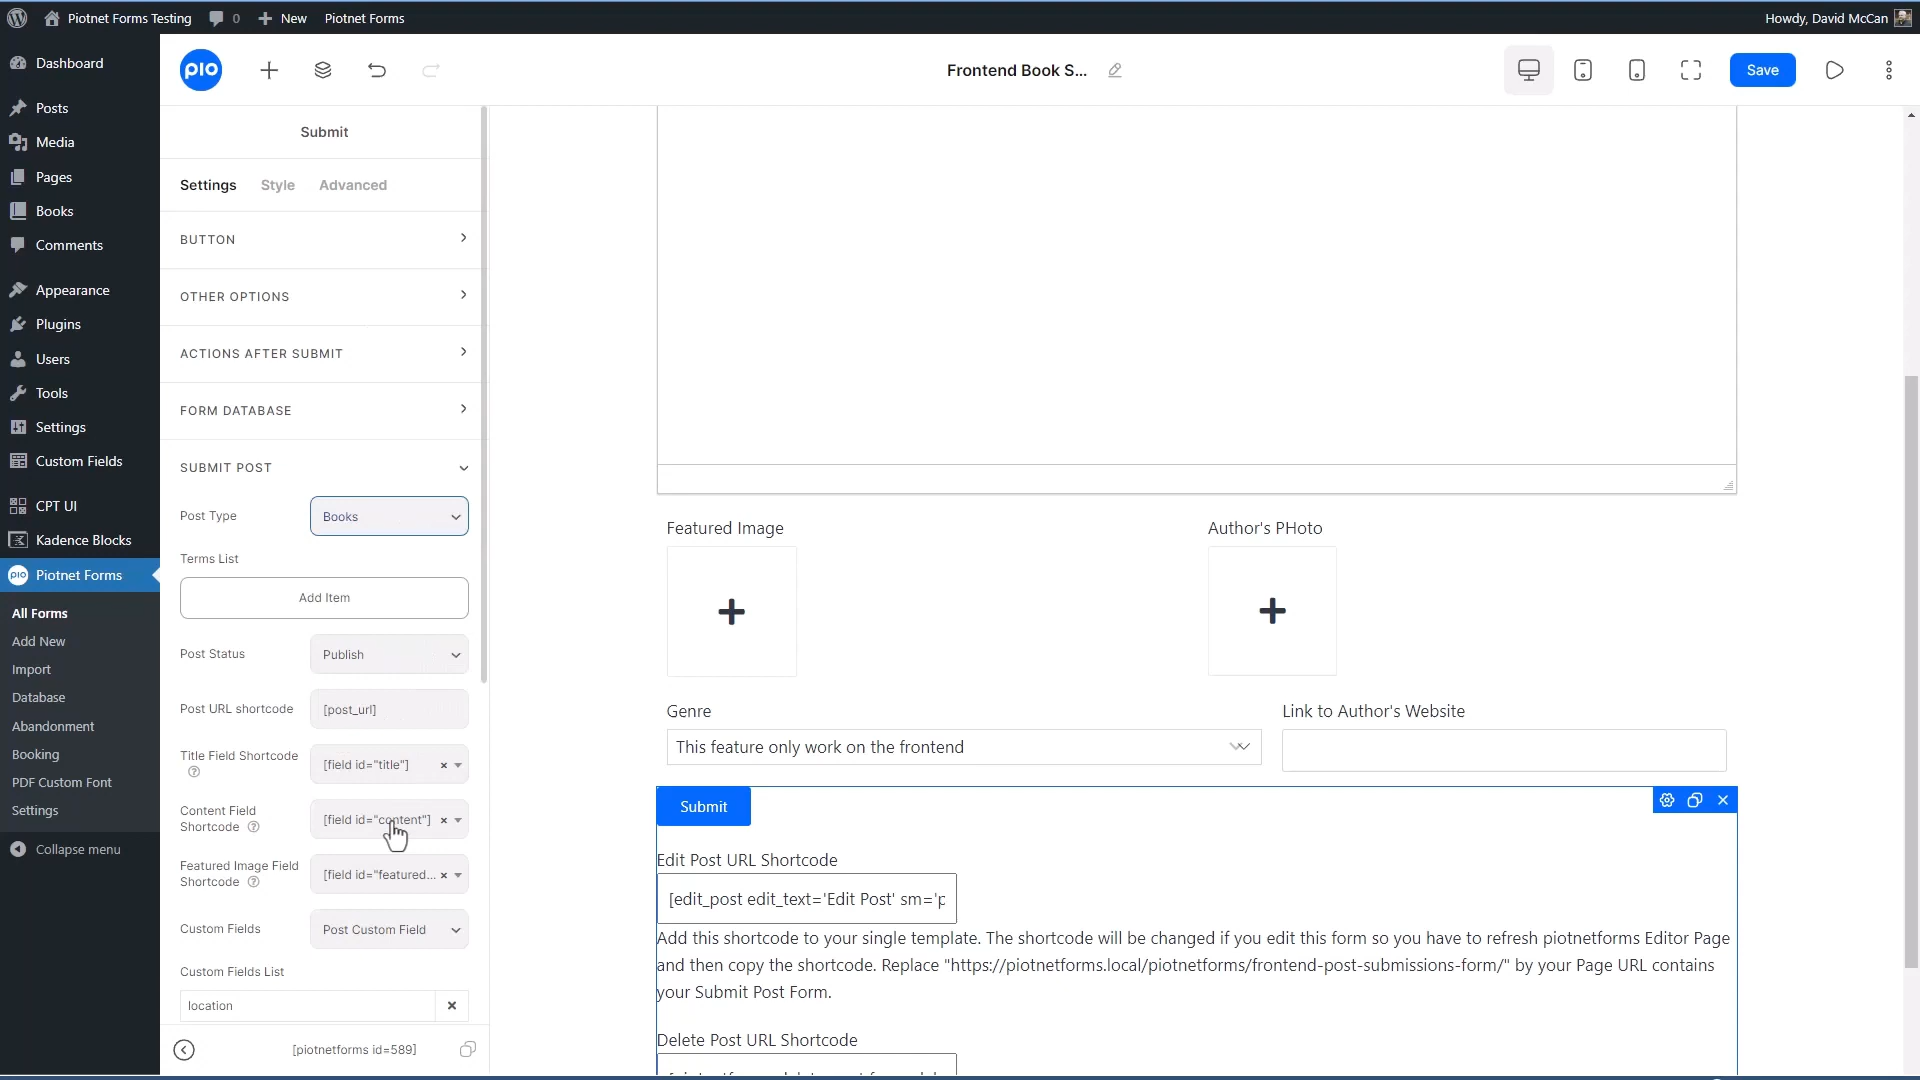 Piotnet Forms Testing
0
New
Piotnet Forms
Howdy, David McCan
Dashboard
Posts
Media
Pages
Books
Comments
Appearance
Plugins
Users
Tools
Settings
Custom Fields
CPT UI
Kadence Blocks
pio Piotnet Forms
All Forms
Add New
Import
Database
Abandonment
Booking
PDF Custom Font
Settings
Collapse menu
pio
Frontend Book S...
Save
Submit
Settings Style Advanced
BUTTON
OTHER OPTIONS
ACTIONS AFTER SUBMIT
FORM DATABASE
SUBMIT POST
Post Type Books
Terms List
Add Item
Post Status Publish
Post URL shortcode [post_url]
Title Field Shortcode [field id="title"]
Content Field
Shortcode [field id="content"]
Featured Image Field
Shortcode [field id="featured...
Custom Fields Post Custom Field
Custom Fields List
location
[piotnetforms id=589]
Featured Image Author's PHoto
Genre Link to Author's Website
This feature only work on the frontend
Submit
Edit Post URL Shortcode
[edit_post edit_text='Edit Post' sm='p
Add this shortcode to your single template. The shortcode will be changed if you edit this form so you have to refresh piotnetforms Editor Page
and then copy the shortcode. Replace "https://piotnetforms.local/piotnetforms/frontend-post-submissions-form/" by your Page URL contains
your Submit Post Form.
Delete Post URL Shortcode